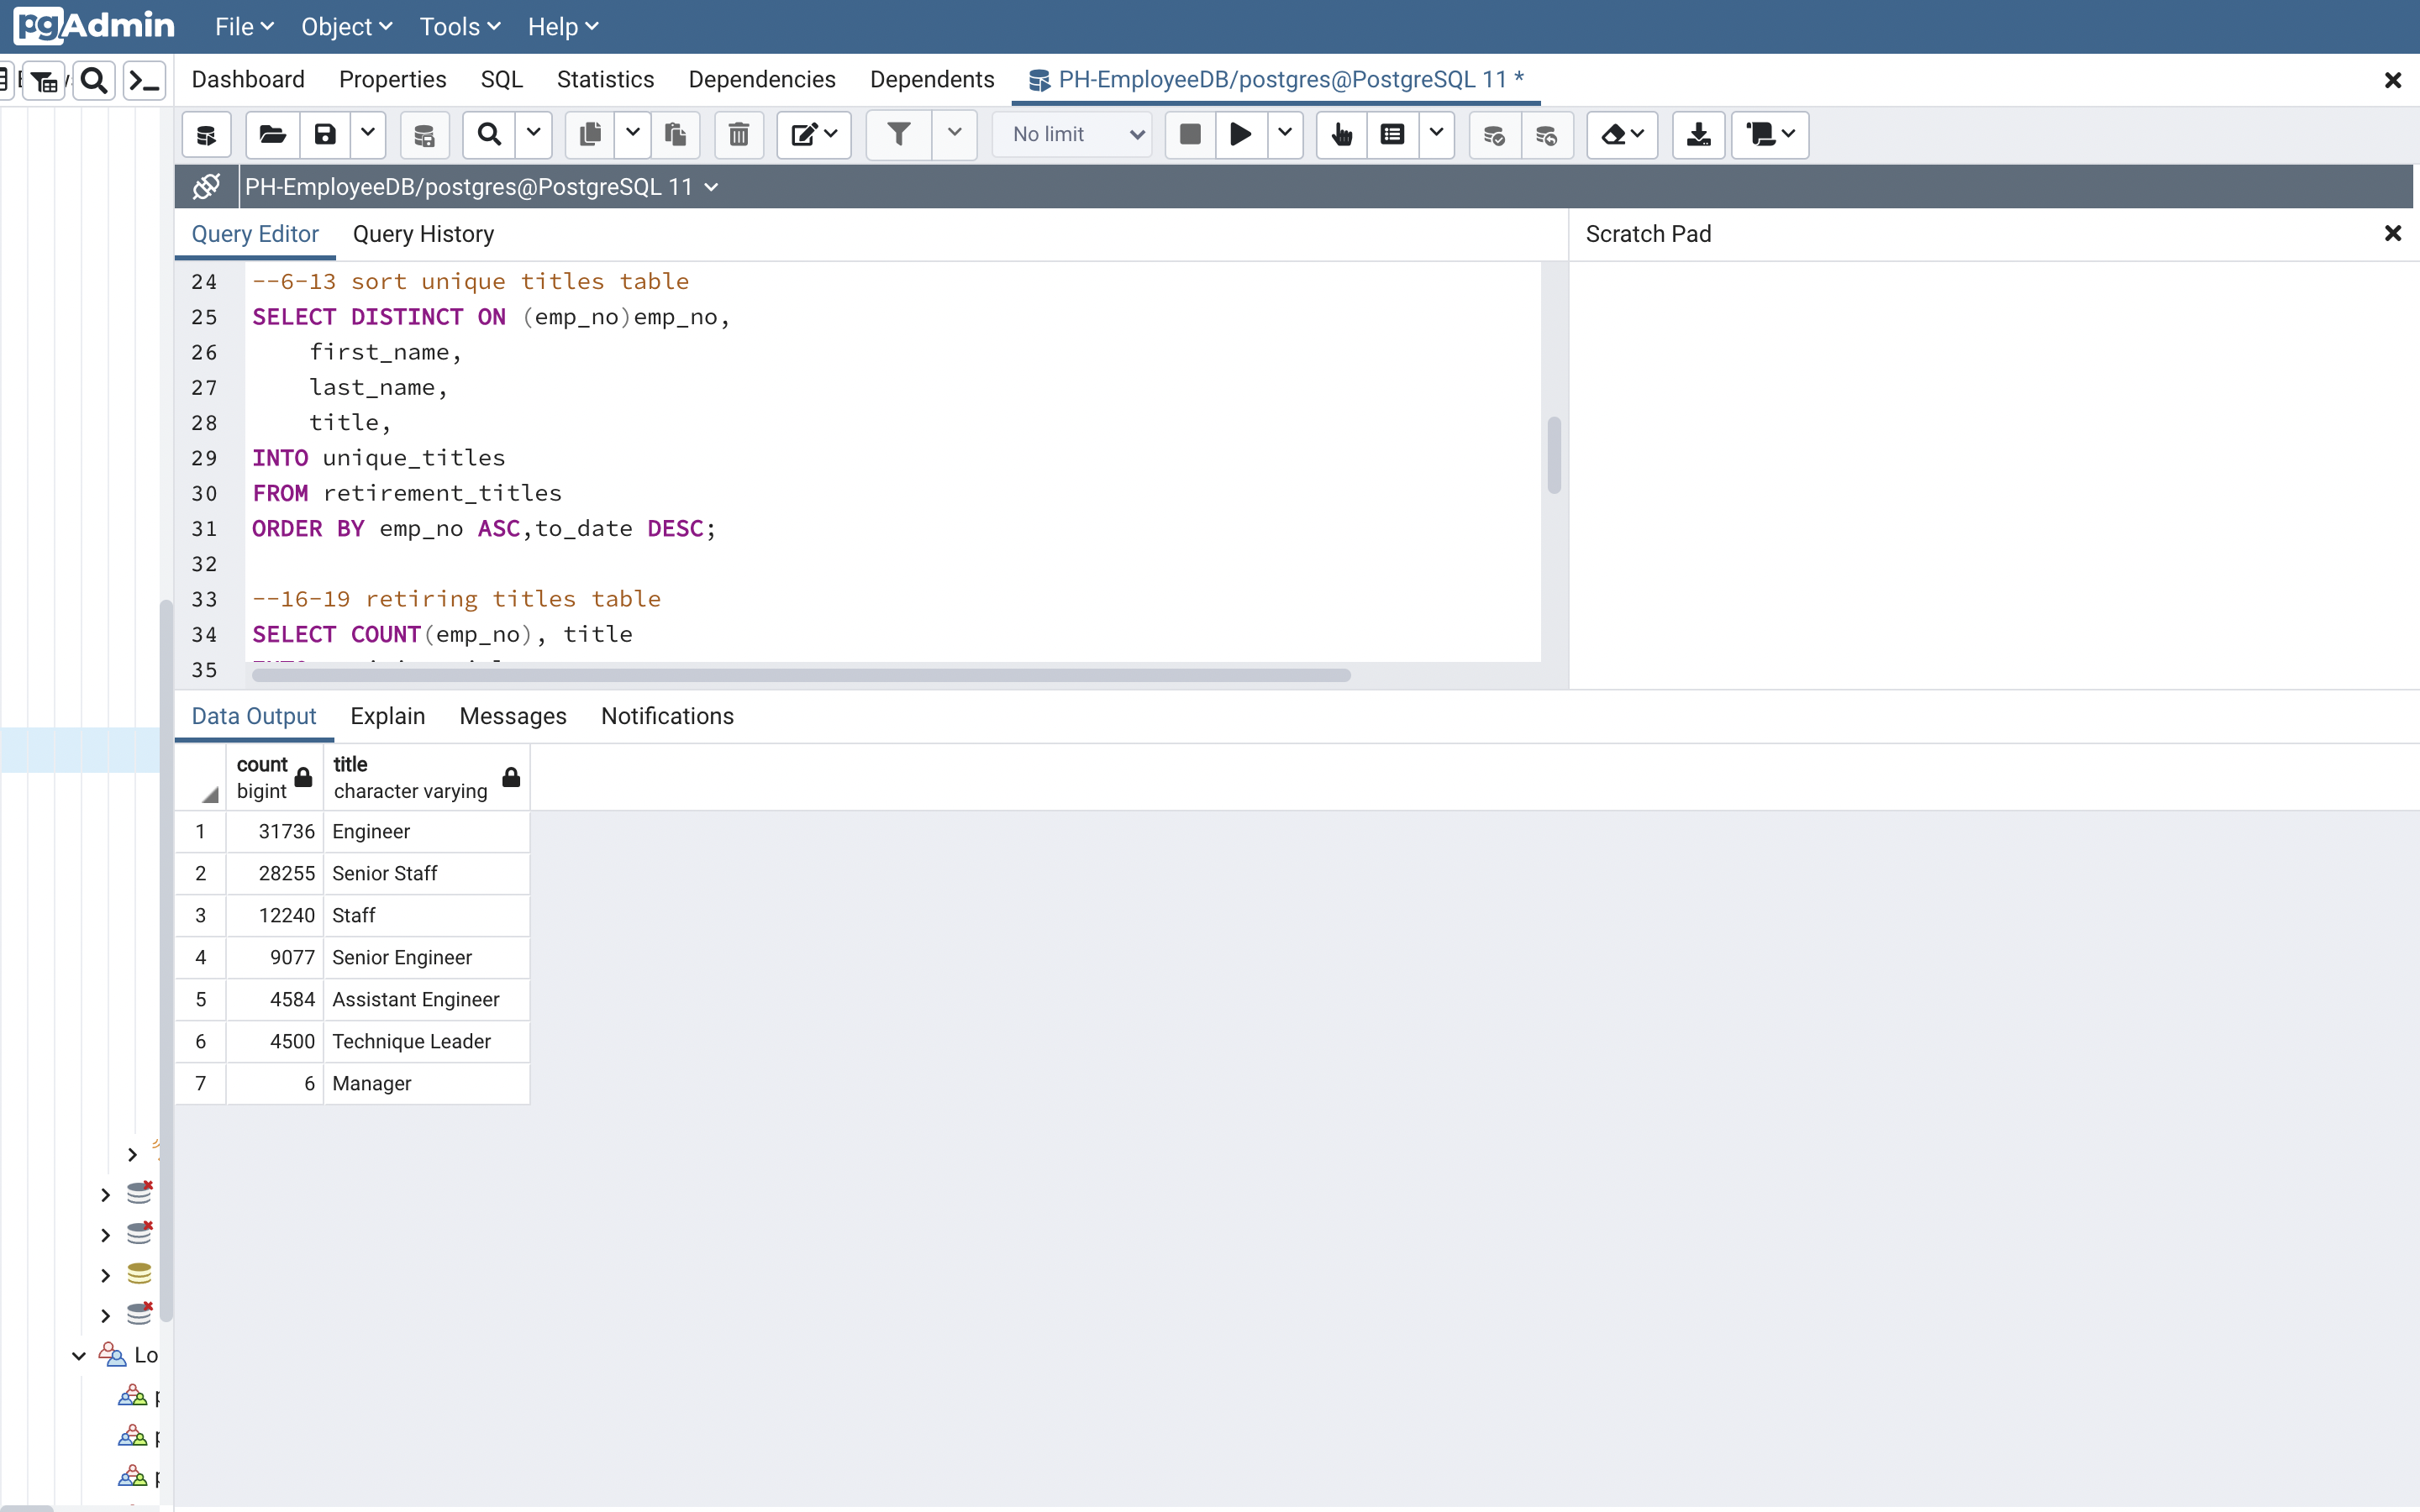 pgAdmin File Object Tools Help
Dashboard Properties SQL Statistics Dependencies Dependents PH-EmployeeDB/postgres@PostgreSQL 11 *
No limit
PH-EmployeeDB/postgres@PostgreSQL 11
Query Editor Query History Scratch Pad
24 --6-13 sort unique titles table
25 SELECT DISTINCT ON (emp_no)emp_no,
26 first_name,
27 last_name,
28 title,
29 INTO unique_titles
30 FROM retirement_titles
31 ORDER BY emp_no ASC,to_date DESC;
32
33 --16-19 retiring titles table
34 SELECT COUNT(emp_no), title
35
Data Output Explain Messages Notifications
count title
bigint character varying
1 31736 Engineer
2 28255 Senior Staff
3 12240 Staff
4 9077 Senior Engineer
5 4584 Assistant Engineer
6 4500 Technique Leader
7 6 Manager
Lo